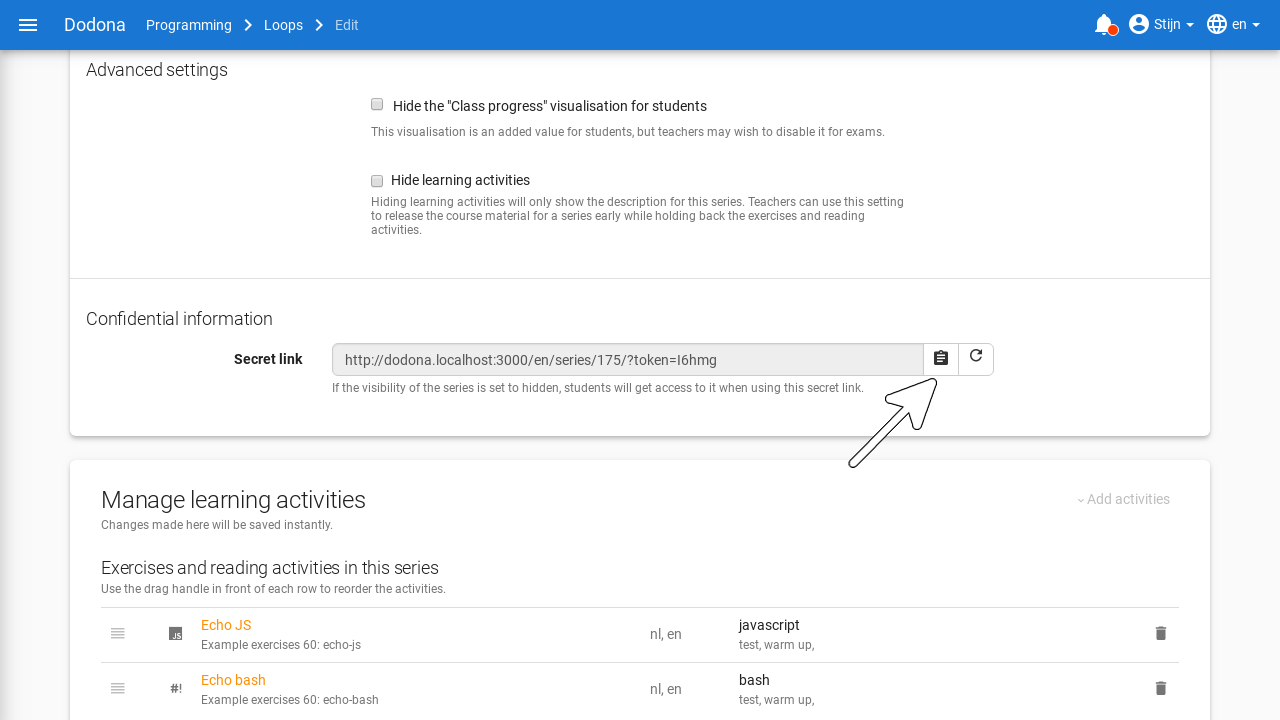 Dodona Programming Loops Edit Stijn en
Advanced settings
Hide the "Class progress" visualisation for students
This visualisation is an added value for students, but teachers may wish to disable it for exams.
Hide learning activities
Hiding learning activities will only show the description for this series. Teachers can use this setting
to release the course material for a series early while holding back the exercises and reading
activities.
Confidential information
Secret link http://dodona.localhost:3000/en/series/175/?token=I6hmg
If the visibility of the series is set to hidden, students will get access to it when using this secret link.
Manage learning activities
Add activities
Changes made here will be saved instantly.
Exercises and reading activities in this series
Use the drag handle in front of each row to reorder the activities.
JS Echo JS nl, en javascript
Example exercises 60: echo-js test, warm up,
#! Echo bash nl, en bash
Example exercises 60: echo-bash test, warm up,